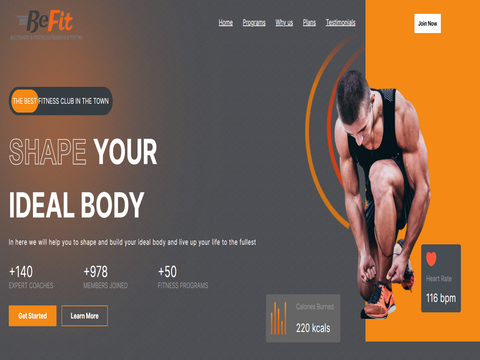 BeFit
Home Programs Why us Plans Testimonials
Join Now
THE BEST FITNESS CLUB IN THE TOWN
SHAPE YOUR
IDEAL BODY
In here we will help you to shape and build your ideal body and live up your life to the fullest
+140 +978 +50
EXPERT COACHES MEMBERS JOINED FITNESS PROGRAMS
Get Started Learn More
Heart Rate
116 bpm
Calories Burned
220 kcals